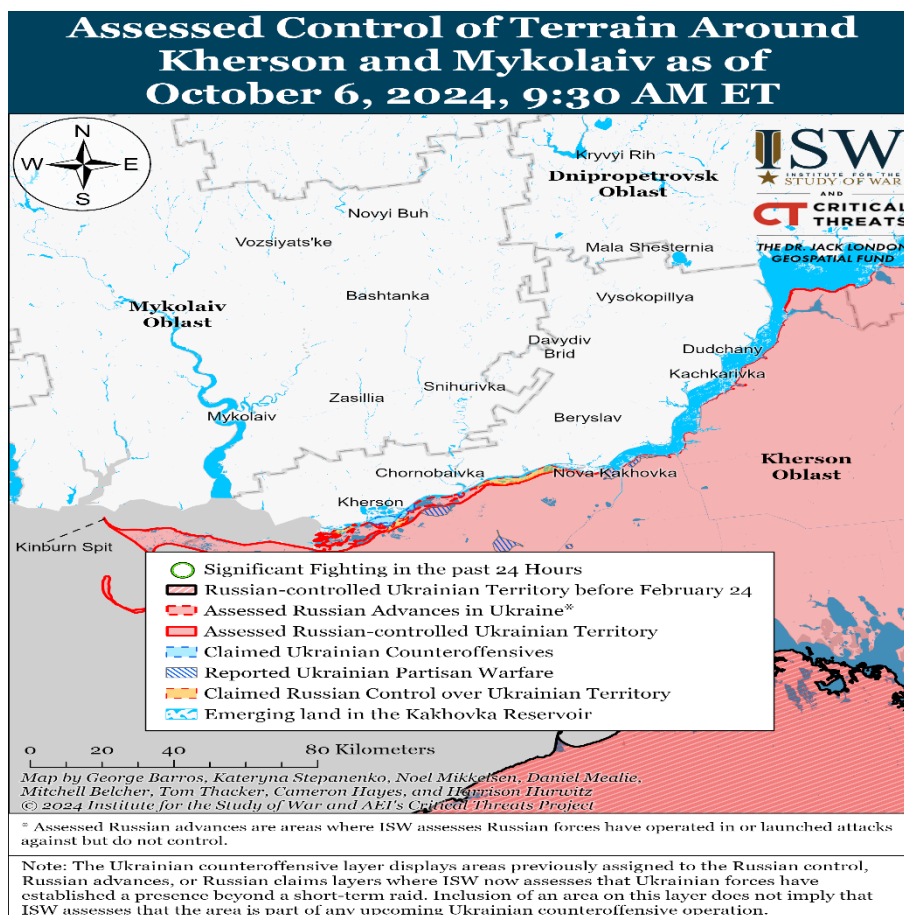 Assessed Control of Terrain Around
Kherson and Mykolaiv as of
October 6, 2024, 9:30 AM ET
N
W
E
S
ISW
INSTITUTE FOR THE
STUDY OF WAR
AND
CT CRITICAL
THREATS
THE DR. JACK LONDON
GEOSPATIAL FUND
Kryvyi Rih
Dnipropetrovsk
Oblast
Novyi Buh
Vozsiyats'ke
Mala Shesternia
Bashtanka
Vysokopillya
Mykolaiv
Oblast
Davydiv
Brid
Dudchany
Kachkarivka
Snihurivka
Zasillia
Mykolaiv
Beryslav
Chornobaivka
Nova Kakhovka
Kherson
Oblast
Kherson
Kinburn Spit
Significant Fighting in the past 24 Hours
Russian-controlled Ukrainian Territory before February 24
Assessed Russian Advances in Ukraine*
Assessed Russian-controlled Ukrainian Territory
Claimed Ukrainian Counteroffensives
Reported Ukrainian Partisan Warfare
Claimed Russian Control over Ukrainian Territory
Emerging land in the Kakhovka Reservoir
0 20 40 80 Kilometers
Map by George Barros, Kateryna Stepanenko, Noel Mikkelsen, Daniel Mealie,
Mitchell Belcher, Tom Thacker, Cameron Hayes, and Harrison Hurwitz
© 2024 Institute for the Study of War and AEI's Critical Threats Project
* Assessed Russian advances are areas where ISW assesses Russian forces have operated in or launched attacks
against but do not control.
Note: The Ukrainian counteroffensive layer displays areas previously assigned to the Russian control,
Russian advances, or Russian claims layers where ISW now assesses that Ukrainian forces have
established a presence beyond a short-term raid. Inclusion of an area on this layer does not imply that
ISW assesses that the area is part of any upcoming Ukrainian counteroffensive operation.